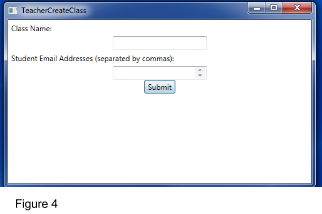 TeacherCreateClass
Class Name:
Student Email Addresses (separated by commas):
Submit
Figure 4